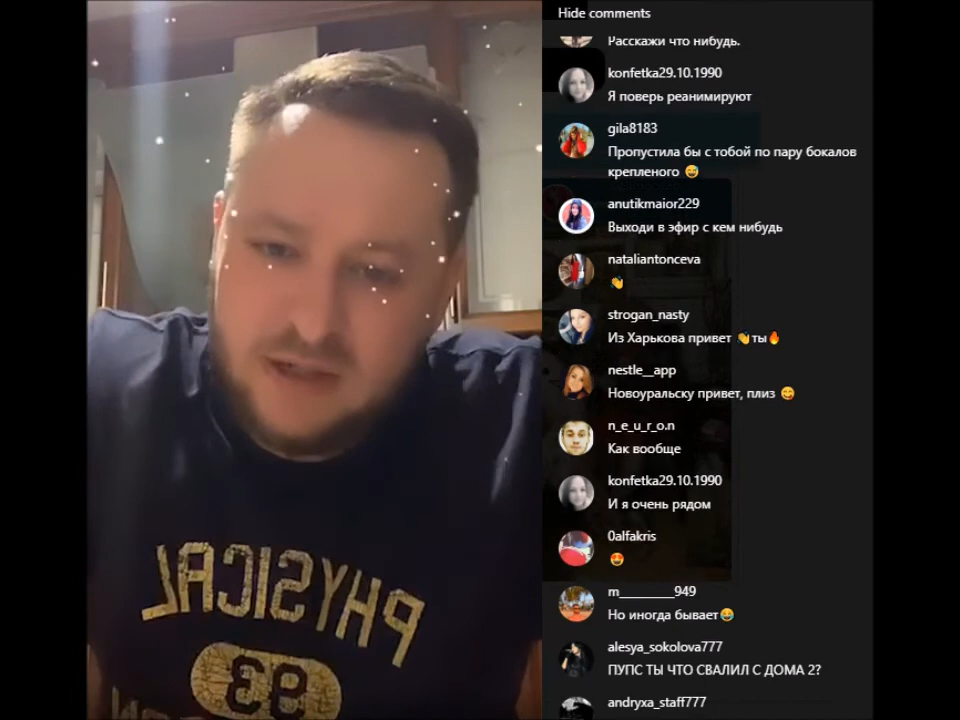 Hide comments
Расскажи что нибудь.
konfetka29.10.1990
Я поверь реанимируют
gila8183
Пропустила бы с тобой по пару бокалов
крепленого 😅
anutikmaior229
Выходи в эфир с кем нибудь
nataliantonceva
👏
strogan_nasty
Из Харькова привет 👏ты🔥
nestle__app
Новоуральску привет, плиз 😋
n_e_u_r_o.n
Как вообще
konfetka29.10.1990
И я очень рядом
0alfakris
😍
m_________949
Но иногда бывает😂
alesya_sokolova777
ПУПС ТЫ ЧТО СВАЛИЛ С ДОМА 2?
andryxa_staff777
PHYSICAL
93